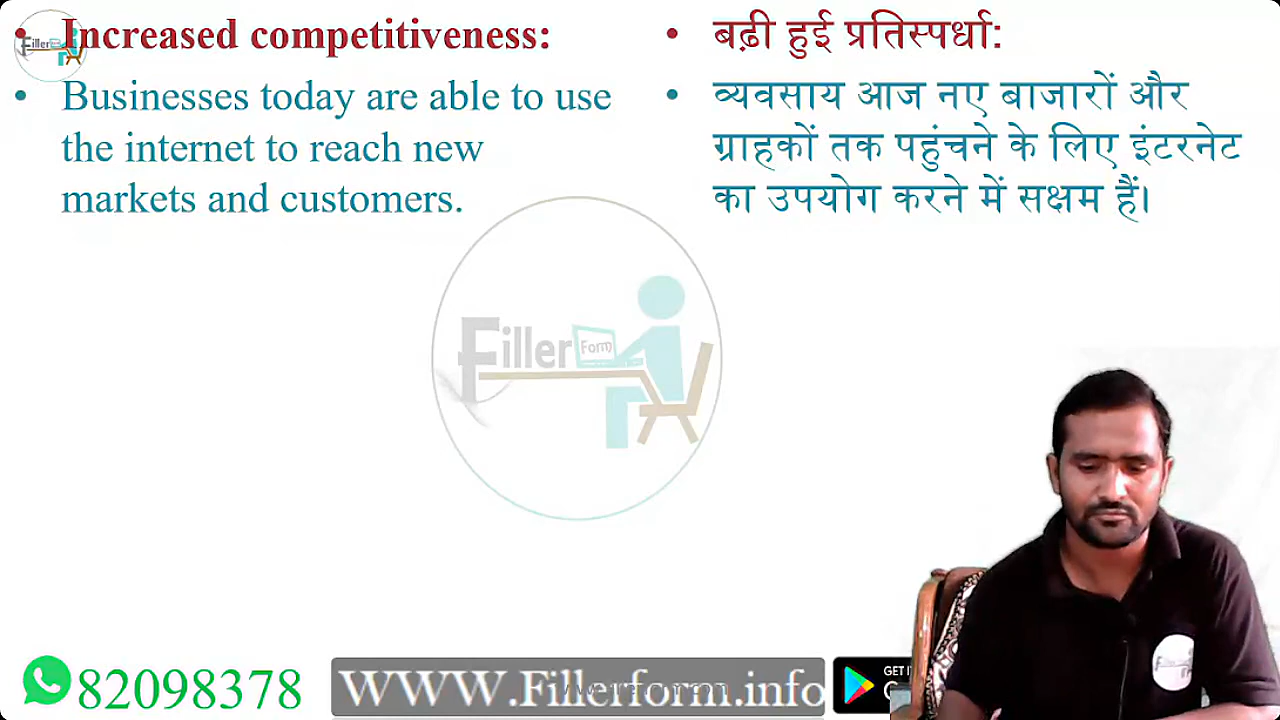 • Increased competitiveness:
• Businesses today are able to use
the internet to reach new
markets and customers.
• बढ़ी हुई प्रतिस्पर्धा:
• व्यवसाय आज नए बाजारों और
ग्राहकों तक पहुंचने के लिए इंटरनेट
का उपयोग करने में सक्षम हैं।
Filler Form
82098378
WWW.Fillerform.info
GET I